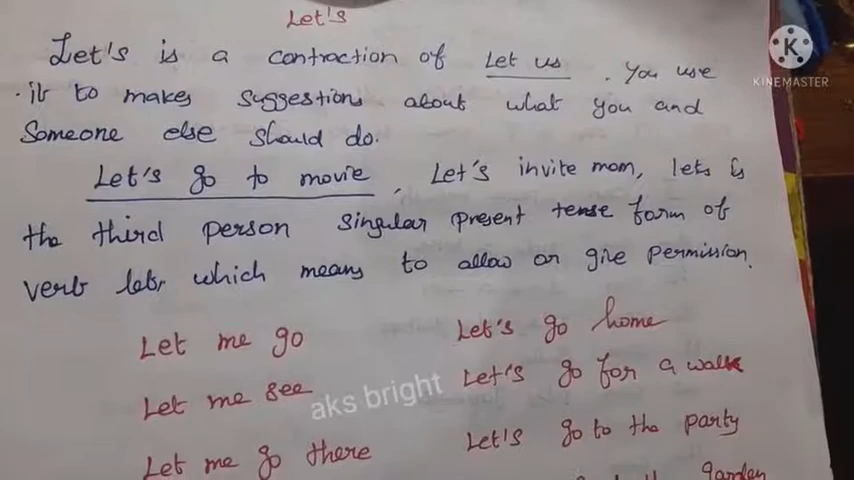 Let's
Let's is a contraction of Let us . You use
it to makes suggestions about what you and
Someone else should do.
Let's go to movie , Let's invite mom, lets is
the third person singular present tense form of
verb lets which means to allow or give permission.
Let me go
Let me see
Let me go there
Let's go home
Let's go for a walk
Let's go to the party
garden
aks bright
K
KINEMASTER